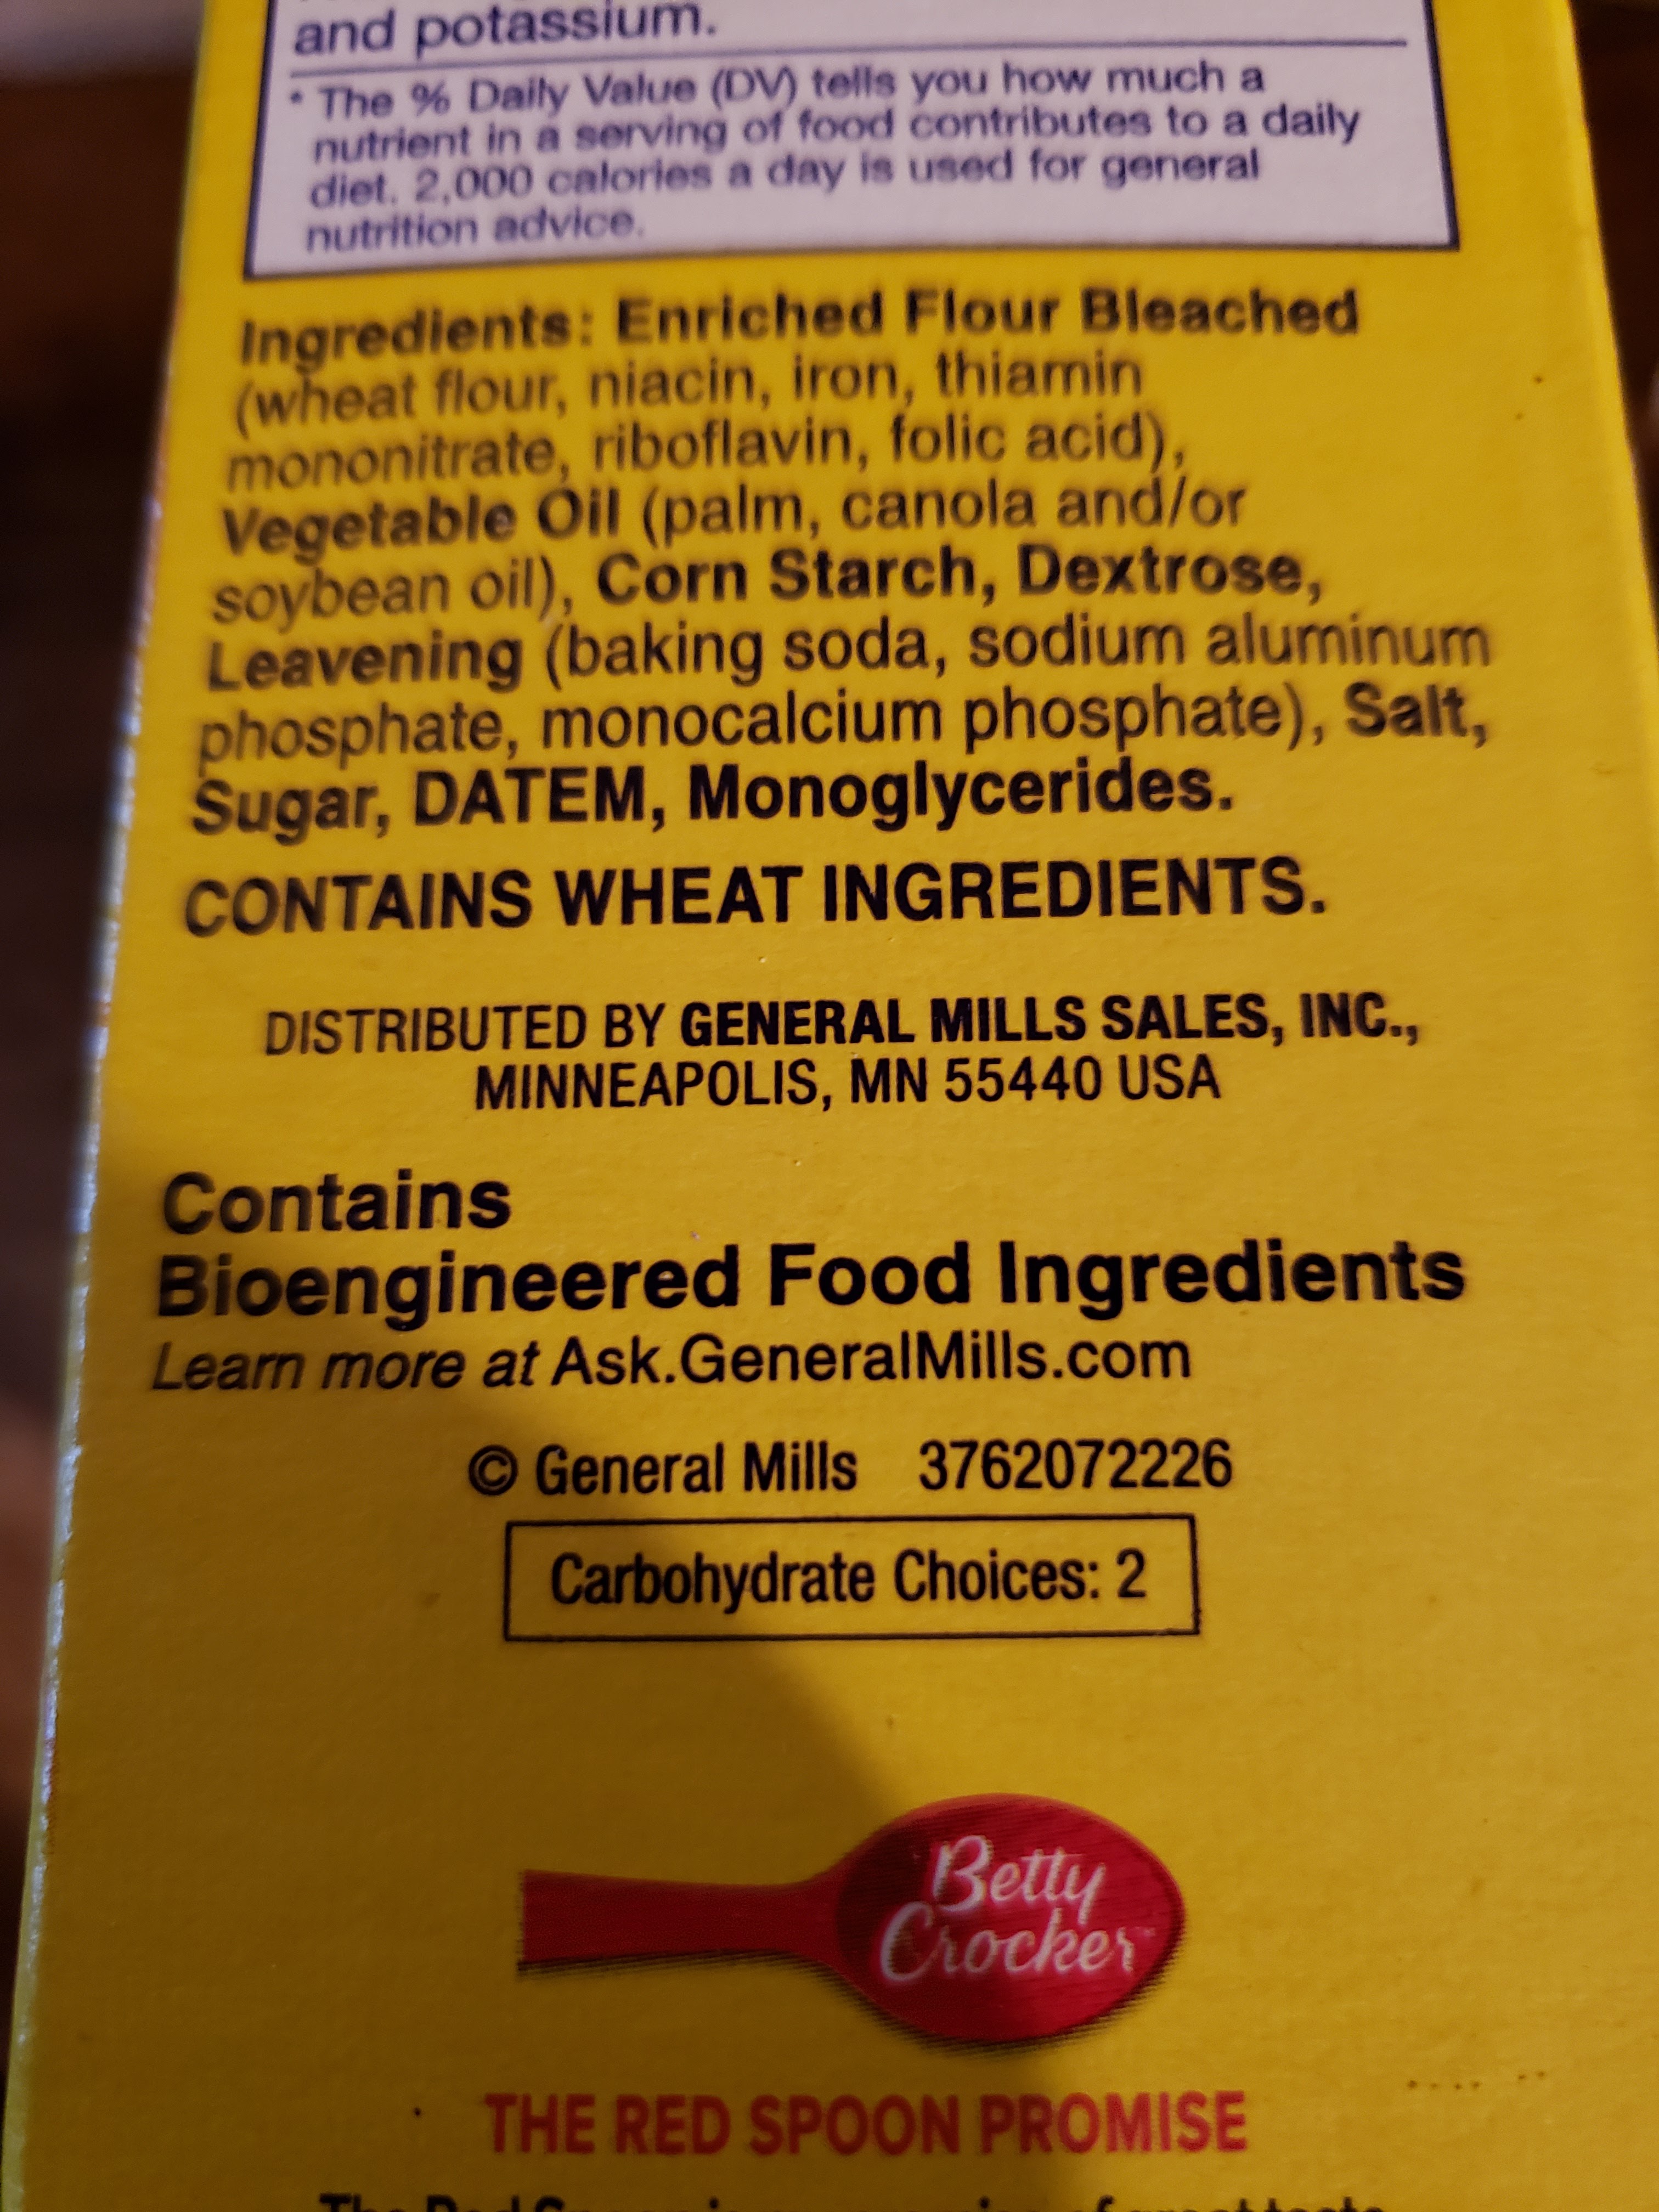 and potassium.
* The % Daily Value (DV) tells you how much a
nutrient in a serving of food contributes to a daily
diet. 2,000 calories a day is used for general
nutrition advice.
Ingredients: Enriched Flour Bleached
(wheat flour, niacin, iron, thiamin
mononitrate, riboflavin, folic acid),
Vegetable Oil (palm, canola and/or
soybean oil), Corn Starch, Dextrose,
Leavening (baking soda, sodium aluminum
phosphate, monocalcium phosphate), Salt,
Sugar, DATEM, Monoglycerides.
CONTAINS WHEAT INGREDIENTS.
DISTRIBUTED BY GENERAL MILLS SALES, INC.,
MINNEAPOLIS, MN 55440 USA
Contains
Bioengineered Food Ingredients
Learn more at Ask.GeneralMills.com
© General Mills 3762072226
Carbohydrate Choices: 2
Betty
Crocker™
THE RED SPOON PROMISE